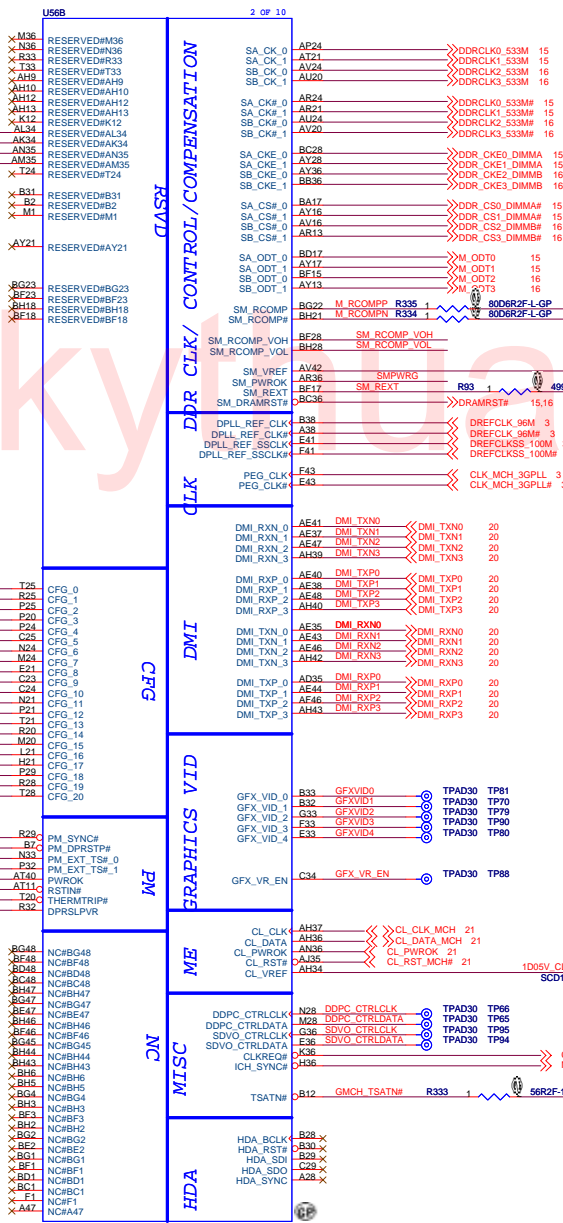 U56B
2 OF 10
M36 RESERVED#M36
N36 RESERVED#N36
R33 RESERVED#R33
T33 RESERVED#T33
AH9 RESERVED#AH9
AH10 RESERVED#AH10
AH12 RESERVED#AH12
AH13 RESERVED#AH13
K12 RESERVED#K12
AL34 RESERVED#AL34
AK34 RESERVED#AK34
AN35 RESERVED#AN35
AM35 RESERVED#AM35
T24 RESERVED#T24
B31 RESERVED#B31
B2 RESERVED#B2
M1 RESERVED#M1
AY21 RESERVED#AY21
BG23 RESERVED#BG23
BF23 RESERVED#BF23
BH18 RESERVED#BH18
BF18 RESERVED#BF18
RSVD
T25 CFG_0
R25 CFG_1
P25 CFG_2
P20 CFG_3
P24 CFG_4
C25 CFG_5
N24 CFG_6
M24 CFG_7
E21 CFG_8
C23 CFG_9
C24 CFG_10
N21 CFG_11
P21 CFG_12
T21 CFG_13
R20 CFG_14
M20 CFG_15
L21 CFG_16
H21 CFG_17
P29 CFG_18
R28 CFG_19
T28 CFG_20
CFG
R29 PM_SYNC#
B7 PM_DPRSTP#
N33 PM_EXT_TS#_0
P32 PM_EXT_TS#_1
AT40 PWROK
AT11 RSTIN#
T20 THERMTRIP#
R32 DPRSLPVR
PM
BG48 NC#BG48
BF48 NC#BF48
BD48 NC#BD48
BC48 NC#BC48
BH47 NC#BH47
BG47 NC#BG47
BE47 NC#BE47
BH46 NC#BH46
BF46 NC#BF46
BG45 NC#BG45
BH44 NC#BH44
BH43 NC#BH43
BH6 NC#BH6
BH5 NC#BH5
BG4 NC#BG4
BH3 NC#BH3
BF3 NC#BF3
BH2 NC#BH2
BG2 NC#BG2
BE2 NC#BE2
BG1 NC#BG1
BF1 NC#BF1
BD1 NC#BD1
BC1 NC#BC1
F1 NC#F1
A47 NC#A47
NC
DDR CLK/ CONTROL/COMPENSATION
SA_CK_0 AP24 DDRCLK0_533M 15
SA_CK_1 AT21 DDRCLK1_533M 15
SB_CK_0 AV24 DDRCLK2_533M 16
SB_CK_1 AU20 DDRCLK3_533M 16
SA_CK#_0 AR24 DDRCLK0_533M# 15
SA_CK#_1 AR21 DDRCLK1_533M# 15
SB_CK#_0 AU24 DDRCLK2_533M# 16
SB_CK#_1 AV20 DDRCLK3_533M# 16
SA_CKE_0 BC28 DDR_CKE0_DIMMA 15
SA_CKE_1 AY28 DDR_CKE1_DIMMA 15
SB_CKE_0 AY36 DDR_CKE2_DIMMB 16
SB_CKE_1 BB36 DDR_CKE3_DIMMB 16
SA_CS#_0 BA17 DDR_CS0_DIMMA# 15
SA_CS#_1 AY16 DDR_CS1_DIMMA# 15
SB_CS#_0 AV16 DDR_CS2_DIMMB# 16
SB_CS#_1 AR13 DDR_CS3_DIMMB# 16
SA_ODT_0 BD17 M_ODT0 15
SA_ODT_1 AY17 M_ODT1 15
SB_ODT_0 BF15 M_ODT2 16
SB_ODT_1 AY13 M_ODT3 16
SM_RCOMP BG22 M_RCOMPP R335 1 80D6R2F-L-GP
SM_RCOMP# BH21 M_RCOMPN R334 1 80D6R2F-L-GP
SM_RCOMP_VOH BF28 SM_RCOMP_VOH
SM_RCOMP_VOL BH28 SM_RCOMP_VOL
SM_VREF AV42
SM_PWROK AR36 SMPWRG
SM_REXT BF17 SM_REXT R93 1 499
SM_DRAMRST# BC36 DRAMRST# 15,16
CLK
DPLL_REF_CLK B38 DREFCLK_96M 3
DPLL_REF_CLK# A38 DREFCLK_96M# 3
DPLL_REF_SSCLK E41 DREFCLKSS_100M
DPLL_REF_SSCLK# F41 DREFCLKSS_100M#
PEG_CLK F43 CLK_MCH_3GPLL 3
PEG_CLK# E43 CLK_MCH_3GPLL#
DMI
DMI_RXN_0 AE41 DMI_TXN0 DMI_TXN0 20
DMI_RXN_1 AE37 DMI_TXN1 DMI_TXN1 20
DMI_RXN_2 AE47 DMI_TXN2 DMI_TXN2 20
DMI_RXN_3 AH39 DMI_TXN3 DMI_TXN3 20
DMI_RXP_0 AE40 DMI_TXP0 DMI_TXP0 20
DMI_RXP_1 AE38 DMI_TXP1 DMI_TXP1 20
DMI_RXP_2 AE48 DMI_TXP2 DMI_TXP2 20
DMI_RXP_3 AH40 DMI_TXP3 DMI_TXP3 20
DMI_TXN_0 AE35 DMI_RXN0 DMI_RXN0 20
DMI_TXN_1 AE43 DMI_RXN1 DMI_RXN1 20
DMI_TXN_2 AE46 DMI_RXN2 DMI_RXN2 20
DMI_TXN_3 AH42 DMI_RXN3 DMI_RXN3 20
DMI_TXP_0 AD35 DMI_RXP0 DMI_RXP0 20
DMI_TXP_1 AE44 DMI_RXP1 DMI_RXP1 20
DMI_TXP_2 AF46 DMI_RXP2 DMI_RXP2 20
DMI_TXP_3 AH43 DMI_RXP3 DMI_RXP3 20
GRAPHICS VID
GFX_VID_0 B33 GFXVID0 TPAD30 TP81
GFX_VID_1 B32 GFXVID1 TPAD30 TP70
GFX_VID_2 G33 GFXVID2 TPAD30 TP79
GFX_VID_3 F33 GFXVID3 TPAD30 TP90
GFX_VID_4 E33 GFXVID4 TPAD30 TP80
GFX_VR_EN C34 GFX_VR_EN TPAD30 TP88
ME
CL_CLK AH37 CL_CLK_MCH 21
CL_DATA AH36 CL_DATA_MCH 21
CL_PWROK AN36 CL_PWROK 21
CL_RST# AJ35 CL_RST_MCH# 21
CL_VREF AH34 1D05V_CL
SCD1
MISC
DDPC_CTRLCLK N28 DDPC_CTRLCLK TPAD30 TP66
DDPC_CTRLDATA M28 DDPC_CTRLDATA TPAD30 TP65
SDVO_CTRLCLK G36 SDVO_CTRLCLK TPAD30 TP95
SDVO_CTRLDATA E36 SDVO_CTRLDATA TPAD30 TP94
CLKREQ# K36
ICH_SYNC# H36
TSATN# B12 GMCH_TSATN# R333 1 56R2F-1
HDA
HDA_BCLK B28
HDA_RST# B30
HDA_SDI B29
HDA_SDO C29
HDA_SYNC A28
GP
kythua